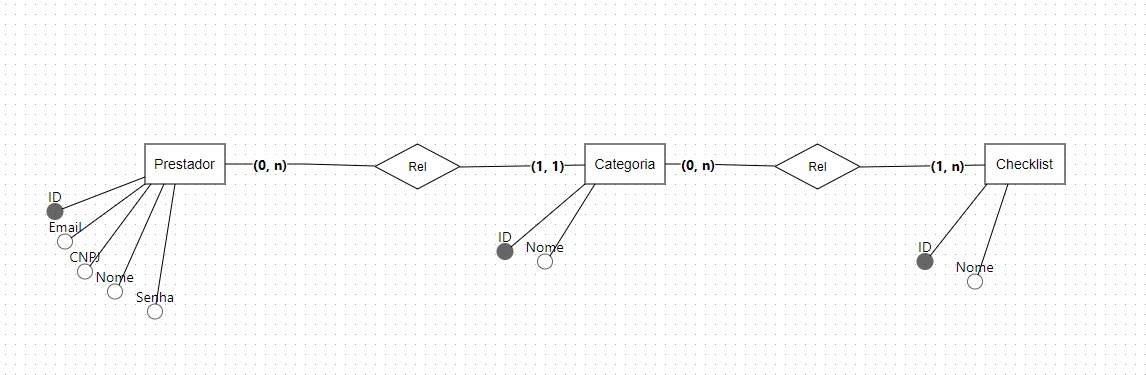 Prestador
(0, n)
Rel
(1, 1)
Categoria
(0, n)
Rel
(1, n)
Checklist
ID
Email
CNPJ
Nome
Senha
ID
Nome
ID
Nome